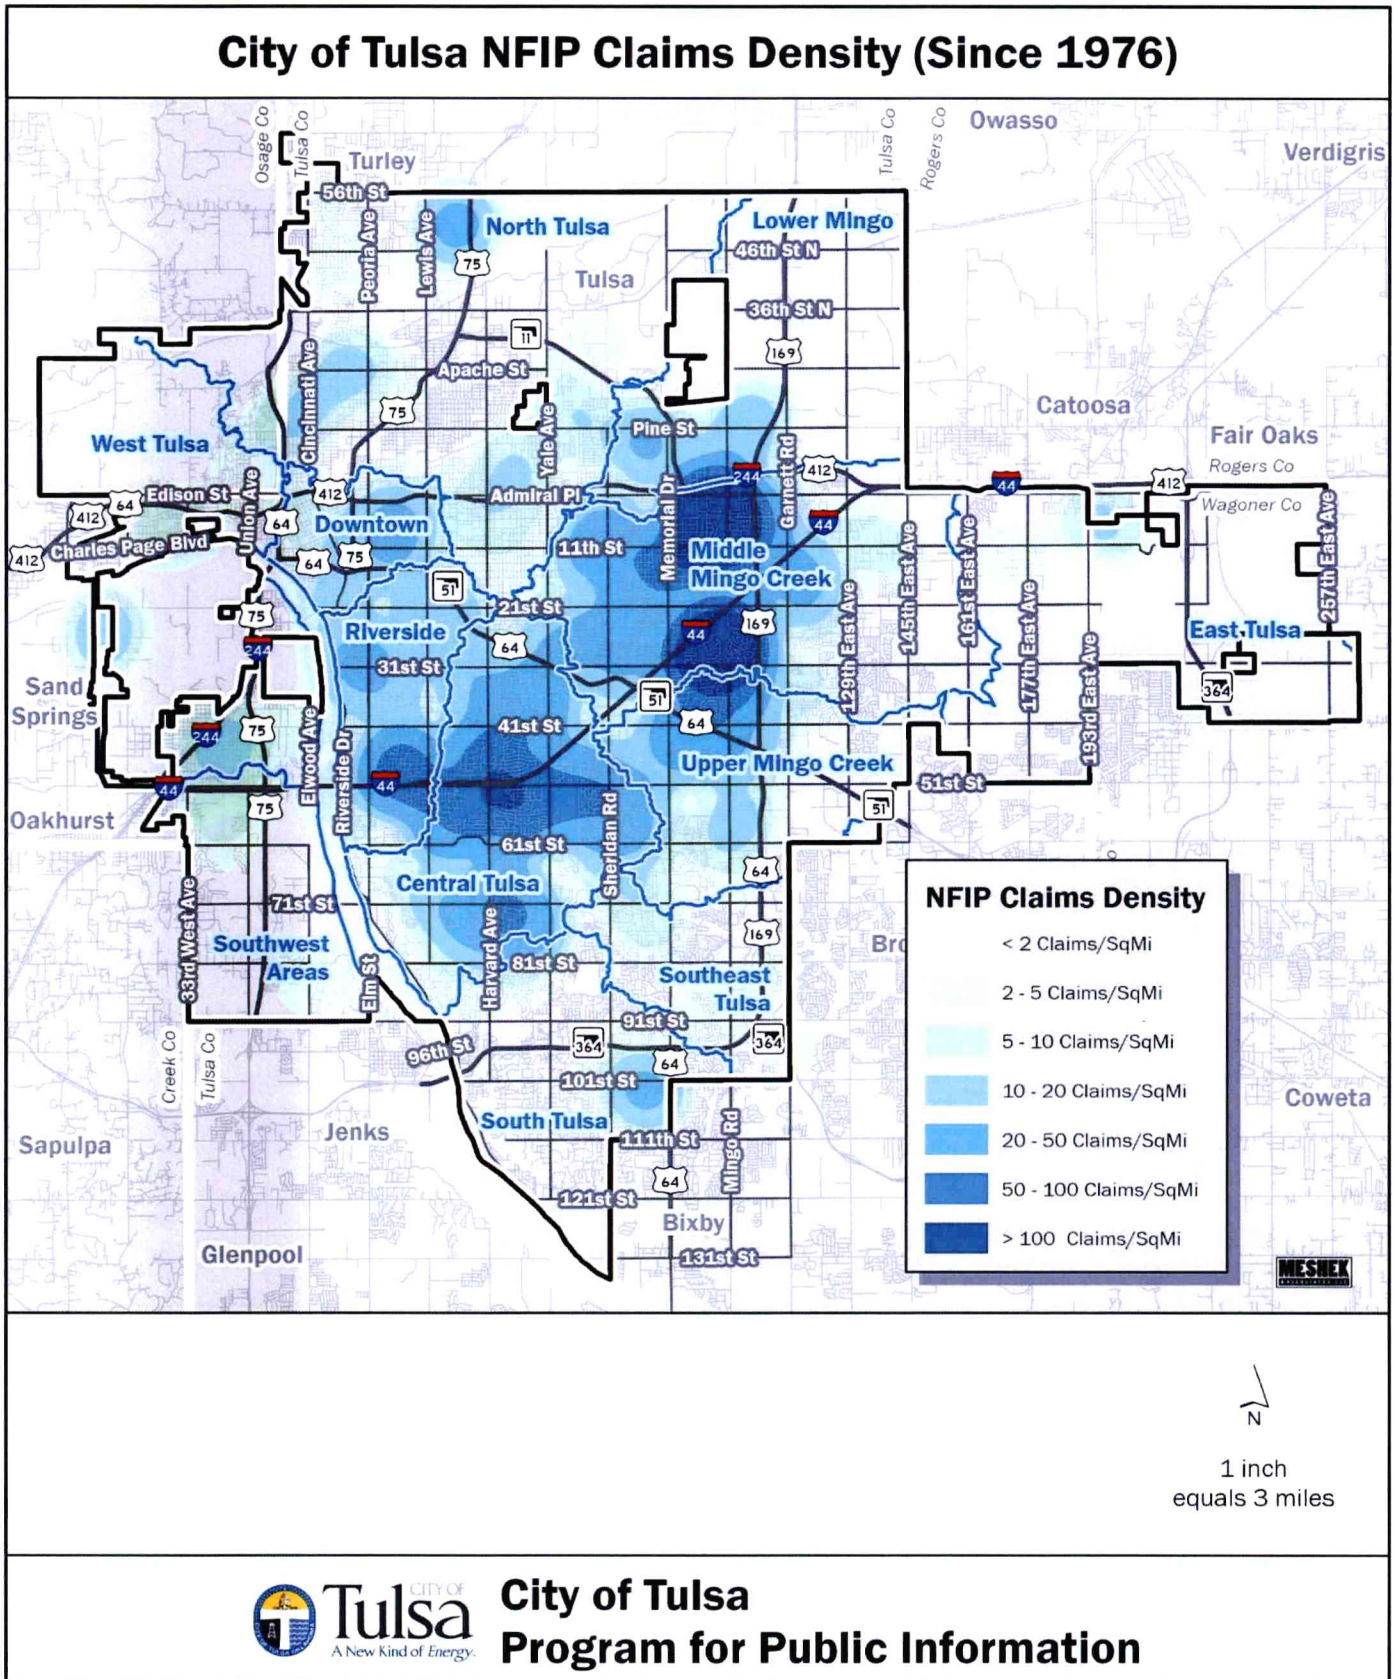 City of Tulsa NFIP Claims Density (Since 1976)
Osage Co
Tulsa Co
Tulsa Co
Rogers Co
Owasso
Verdigris
Turley
56th St
Peoria Ave
Lewis Ave
North Tulsa
Lower Mingo
46th St N
75
Tulsa
36th St N
11
169
Cincinnati Ave
Apache St
75
Catoosa
West Tulsa
Yale Ave
Pine St
Garnett Rd
Fair Oaks
Rogers Co
Union Ave
244
412
44
412
Edison St
412
Admiral Pl
Memorial Dr
Wagoner Co
64
412
64
Downtown
44
257th East Ave
412
Charles Page Blvd
64
75
11th St
Middle
Mingo Creek
145th East Ave
161st East Ave
51
129th East Ave
177th East Ave
75
21st St
169
Riverside
44
East Tulsa
244
64
193rd East Ave
31st St
Sand
Springs
51
364
244
75
41st St
64
Elwood Ave
Riverside Dr
Upper Mingo Creek
44
44
51st St
75
Sheridan Rd
51
Oakhurst
61st St
64
Central Tulsa
33rd West Ave
71st St
Harvard Ave
169
Southwest
Areas
Elm St
81st St
Southeast
Tulsa
Bro
91st St
Creek Co
Tulsa Co
96th St
364
64
364
101st St
South Tulsa
Mingo Rd
Jenks
111th St
Sapulpa
64
121st St
Bixby
Glenpool
131st St
Coweta
NFIP Claims Density
< 2 Claims/SqMi
2 - 5 Claims/SqMi
5 - 10 Claims/SqMi
10 - 20 Claims/SqMi
20 - 50 Claims/SqMi
50 - 100 Claims/SqMi
> 100 Claims/SqMi
MESHEK
N
1 inch
equals 3 miles
CITY OF
Tulsa
A New Kind of Energy.
City of Tulsa
Program for Public Information